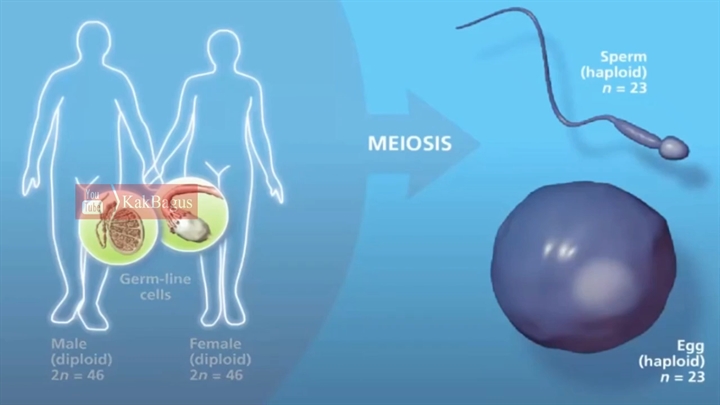 Sperm
(haploid)
n = 23
MEIOSIS
You
Tube
KakBagus
Germ-line
cells
Male
(diploid)
2n = 46
Female
(diploid)
2n = 46
Egg
(haploid)
n = 23